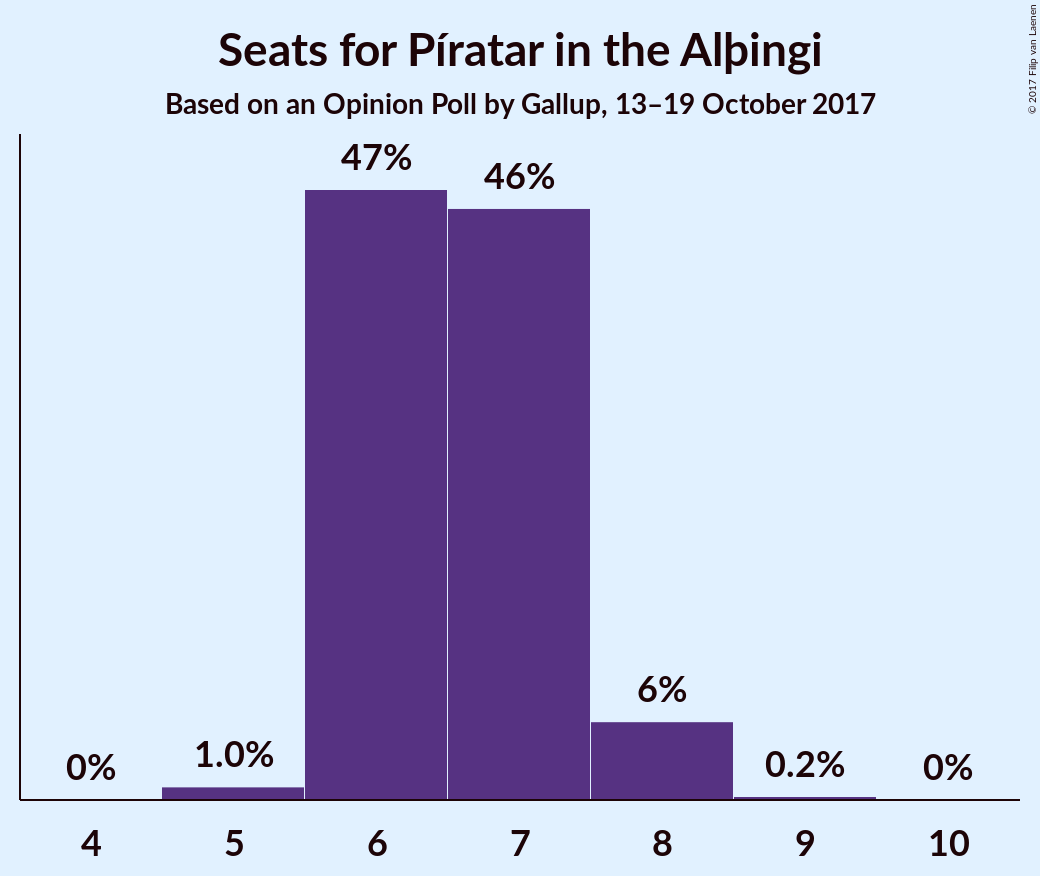 Seats for Píratar in the Alþingi
Based on an Opinion Poll by Gallup, 13–19 October 2017
© 2017 Filip van Laenen
47%
46%
6%
1.0%
0.2%
0%
0%
4 5 6 7 8 9 10